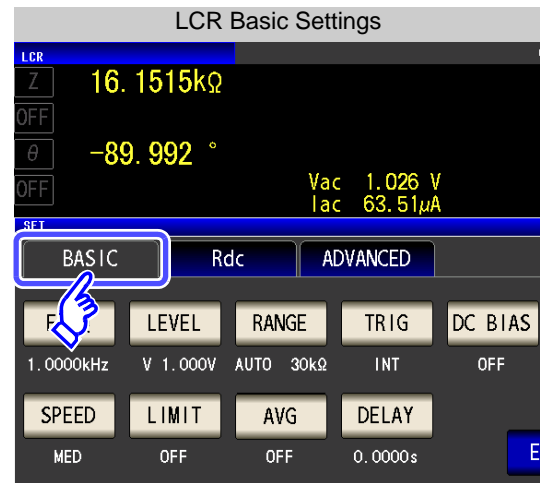 LCR Basic Settings
LCR
Z 16.1515kΩ
OFF
θ -89.992 °
OFF
Vac 1.026 V
Iac 63.51μA
SET
BASIC Rdc ADVANCED
LEVEL RANGE TRIG DC BIAS
1.0000kHz V 1.000V AUTO 30kΩ INT OFF
SPEED LIMIT AVG DELAY
MED OFF OFF 0.0000s